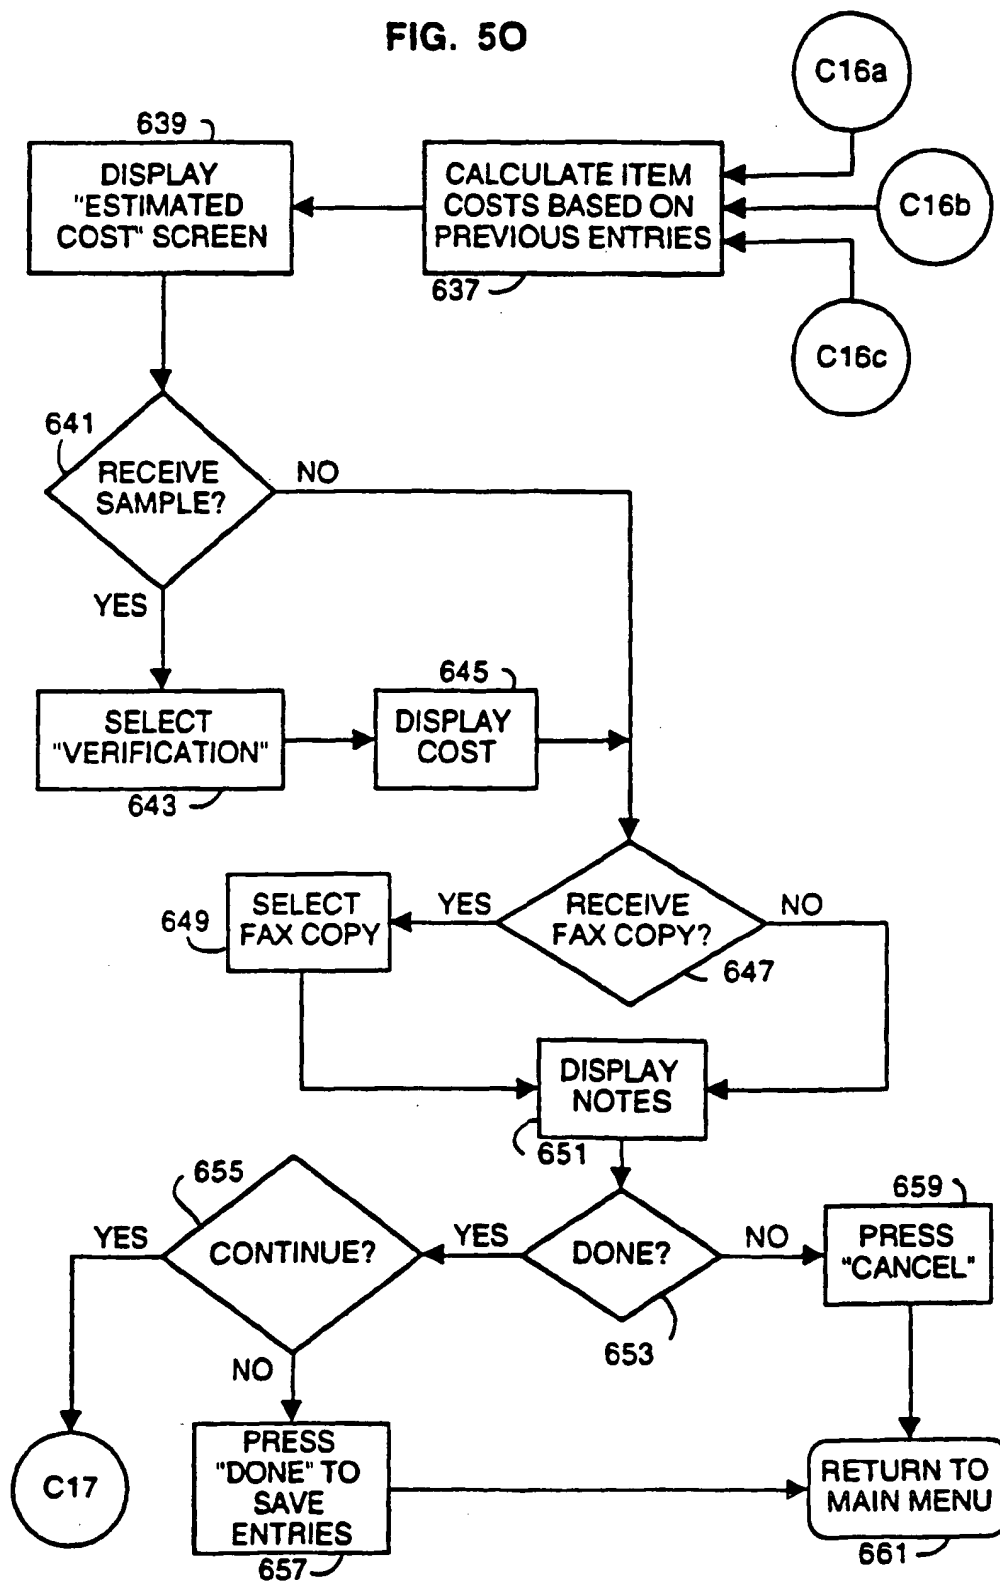 FIG. 50
C16a
639
DISPLAY
"ESTIMATED
COST" SCREEN
CALCULATE ITEM
COSTS BASED ON
PREVIOUS ENTRIES
637
C16b
C16c
641
RECEIVE
SAMPLE?
NO
YES
645
SELECT
"VERIFICATION"
643
DISPLAY
COST
649
SELECT
FAX COPY
YES
RECEIVE
FAX COPY?
NO
647
DISPLAY
NOTES
651
655
YES
CONTINUE?
YES
DONE?
NO
653
659
PRESS
"CANCEL"
NO
C17
PRESS
"DONE" TO
SAVE
ENTRIES
657
RETURN TO
MAIN MENU
661